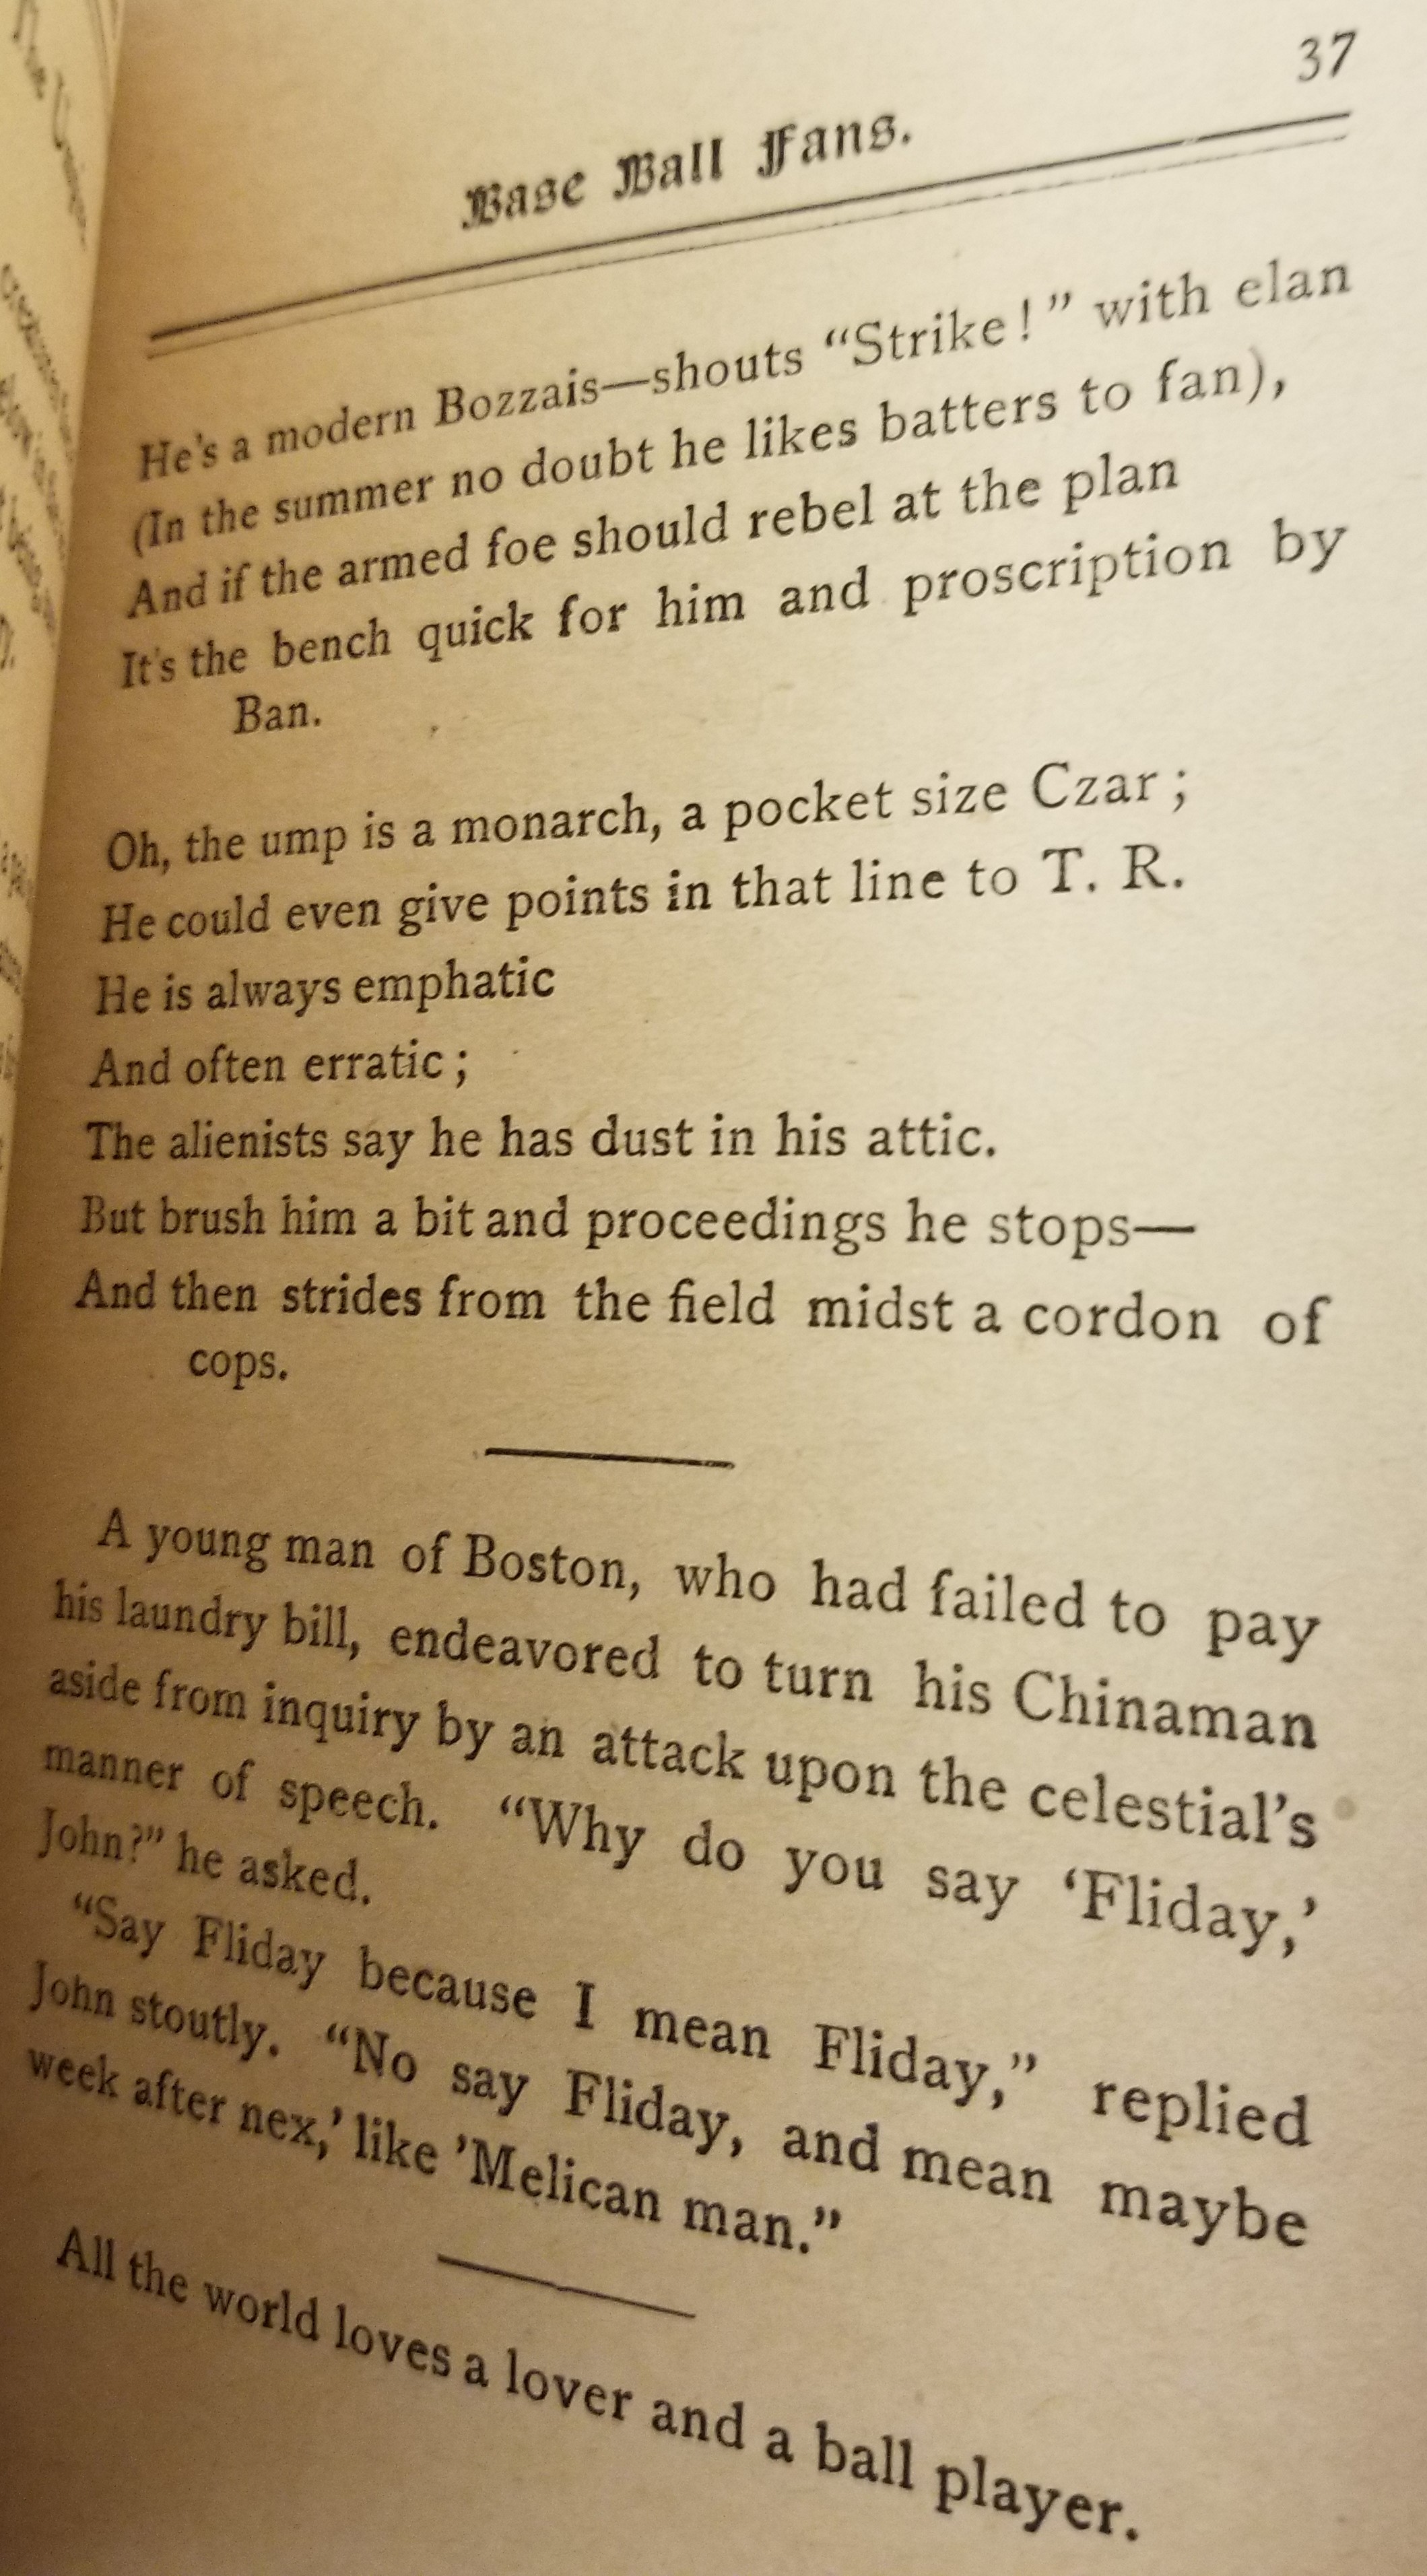 37
Base Ball Fans.
He's a modern Bozzais—shouts “Strike!” with elan
(In the summer no doubt he likes batters to fan),
And if the armed foe should rebel at the plan
It's the bench quick for him and proscription by
Ban.
Oh, the ump is a monarch, a pocket size Czar;
He could even give points in that line to T. R.
He is always emphatic
And often erratic;
The alienists say he has dust in his attic.
But brush him a bit and proceedings he stops—
And then strides from the field midst a cordon of
cops.
A young man of Boston, who had failed to pay
his laundry bill, endeavored to turn his Chinaman
aside from inquiry by an attack upon the celestial’s
manner of speech. “Why do you say ‘Fliday,’
John?” he asked.
“Say Fliday because I mean Fliday,” replied
John stoutly. “No say Fliday, and mean maybe
week after nex,’ like ’Melican man.”
All the world loves a lover and a ball player.